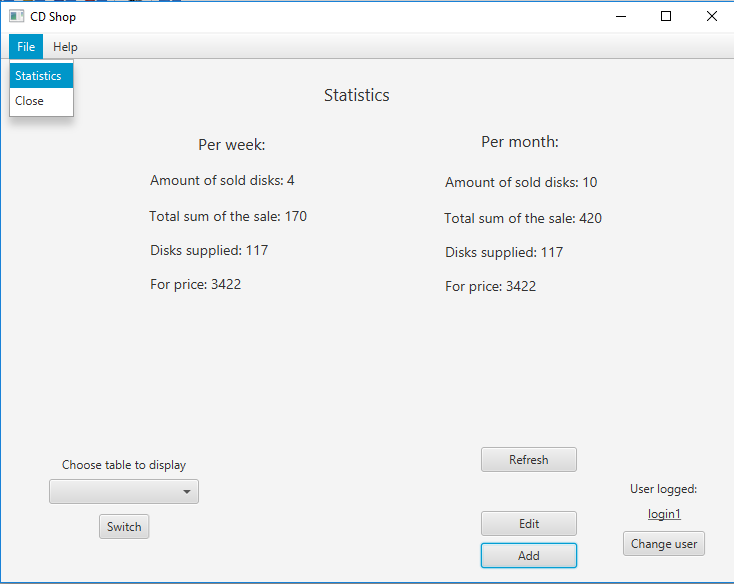 CD Shop
File Help
Statistics
Close
Statistics
Per week:
Amount of sold disks: 4
Total sum of the sale: 170
Disks supplied: 117
For price: 3422
Per month:
Amount of sold disks: 10
Total sum of the sale: 420
Disks supplied: 117
For price: 3422
Choose table to display
Switch
Refresh
Edit
Add
User logged:
login1
Change user